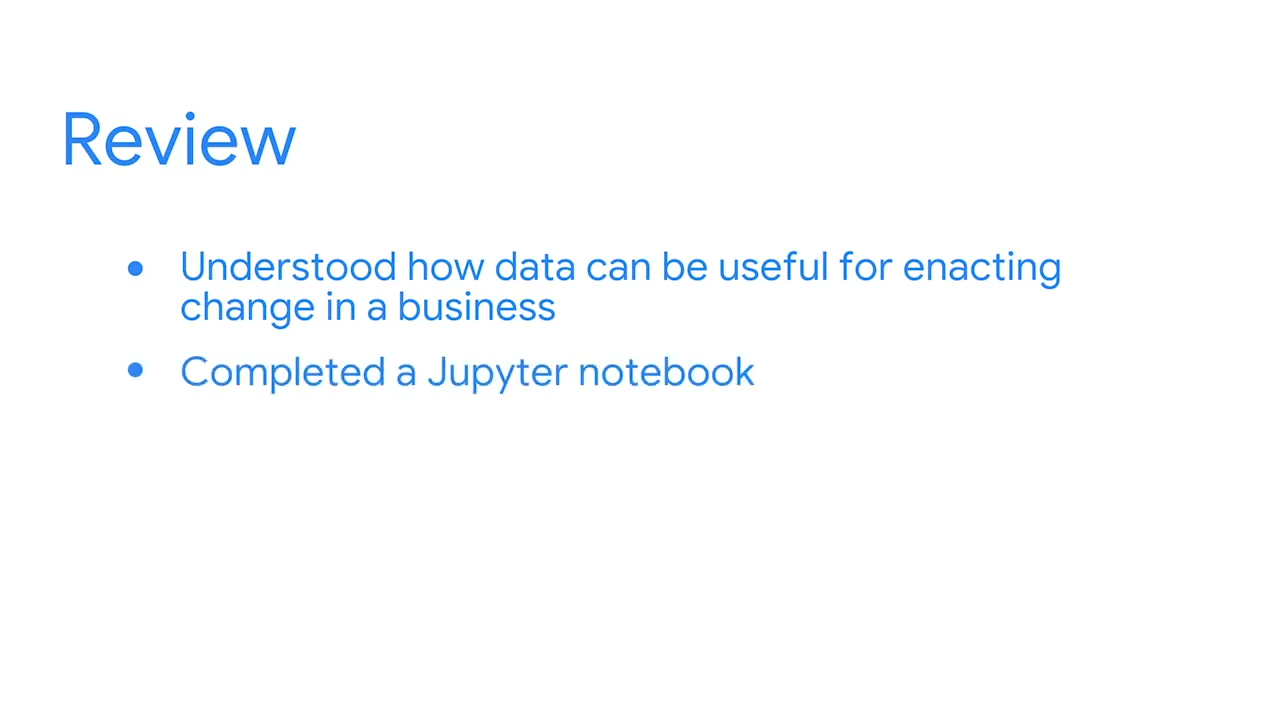 Review
• Understood how data can be useful for enacting
change in a business
• Completed a Jupyter notebook